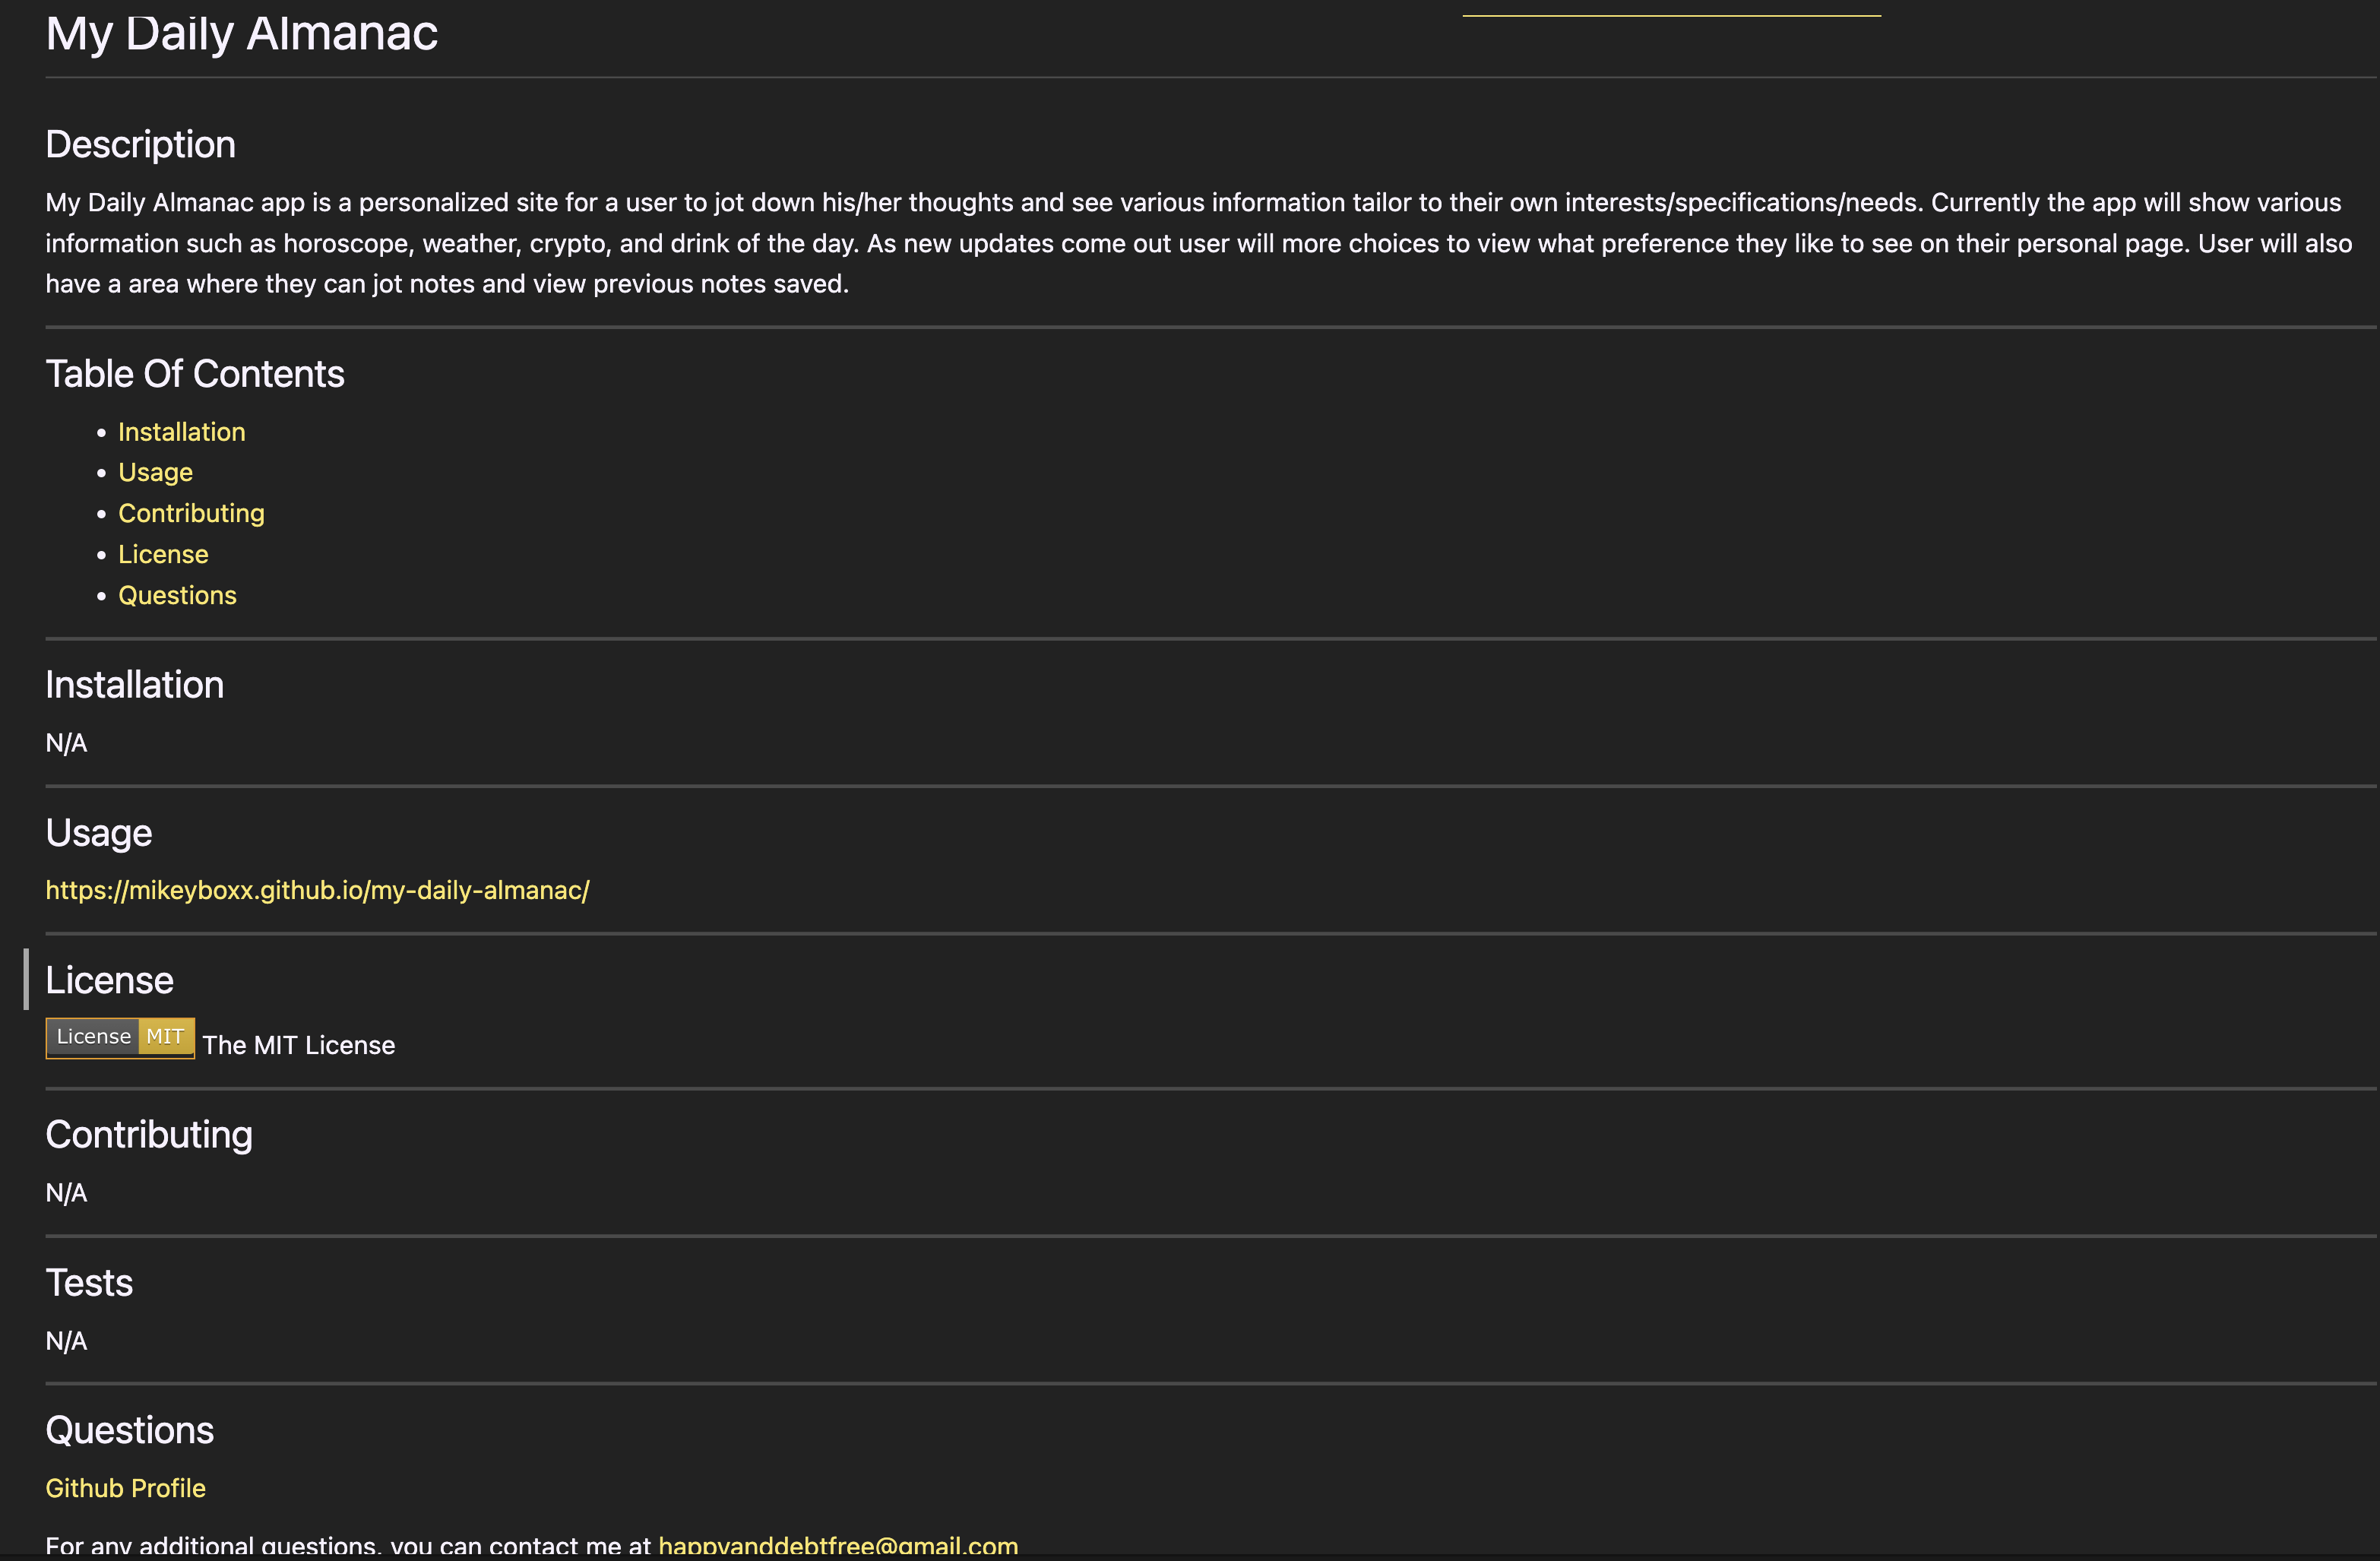 My Daily Almanac
Description
My Daily Almanac app is a personalized site for a user to jot down his/her thoughts and see various information tailor to their own interests/specifications/needs. Currently the app will show various
information such as horoscope, weather, crypto, and drink of the day. As new updates come out user will more choices to view what preference they like to see on their personal page. User will also
have a area where they can jot notes and view previous notes saved.
Table Of Contents
• Installation
• Usage
• Contributing
• License
• Questions
Installation
N/A
Usage
https://mikeyboxx.github.io/my-daily-almanac/
License
License MIT The MIT License
Contributing
N/A
Tests
N/A
Questions
Github Profile
For any additional questions, you can contact me at happyanddebtfree@gmail.com